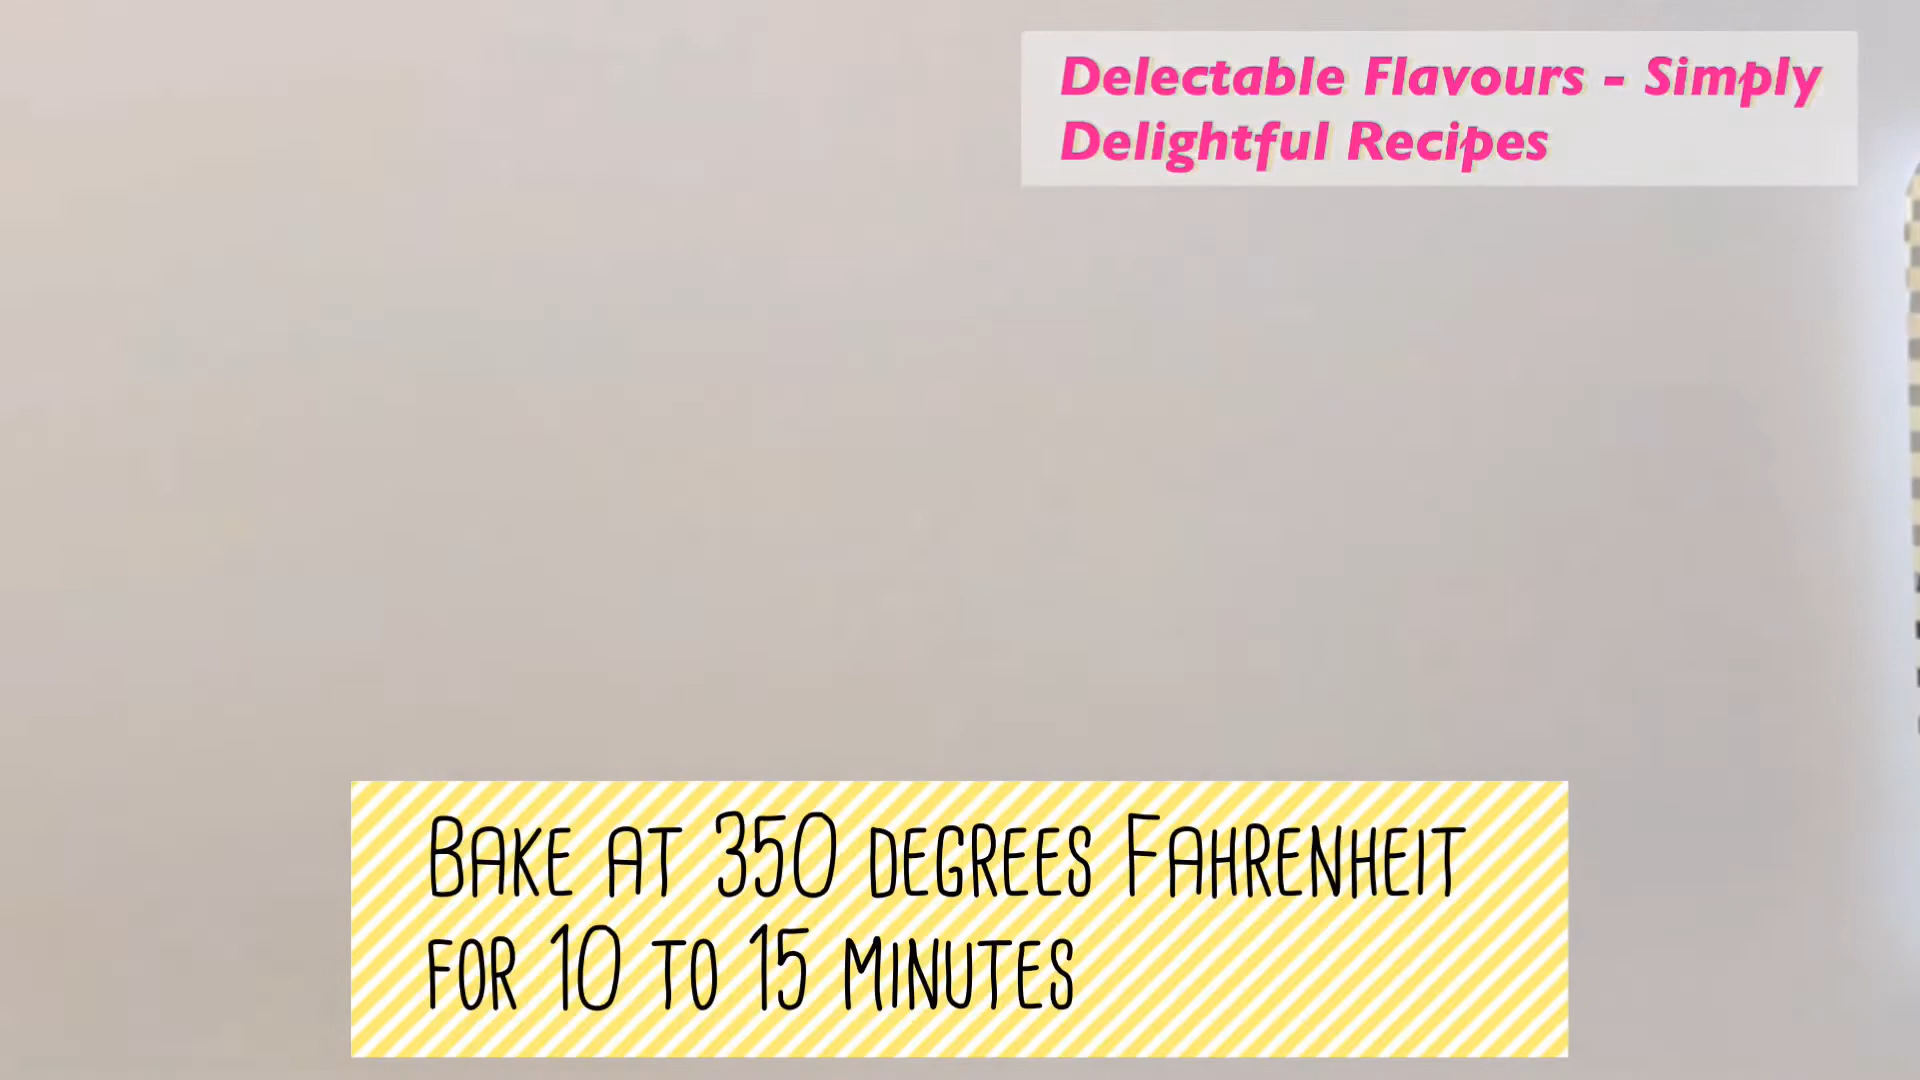 Delectable Flavours - Simply
Delightful Recipes
Bake at 350 degrees Fahrenheit
for 10 to 15 minutes